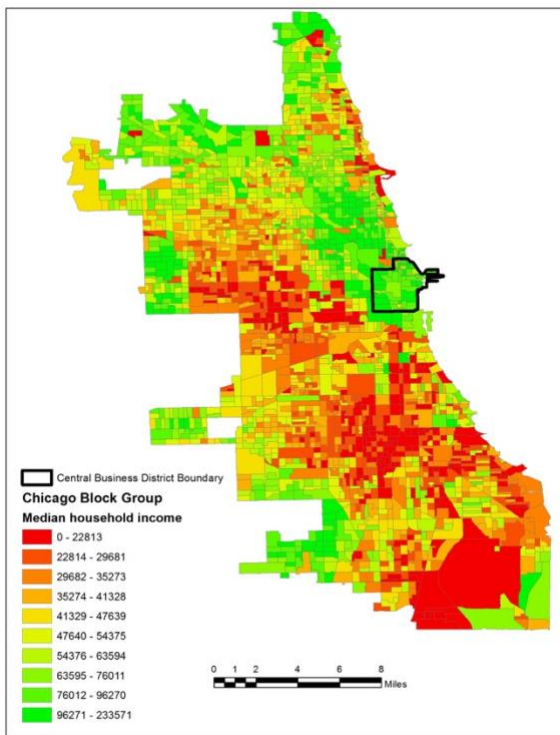 Central Business District Boundary
Chicago Block Group
Median household income
0 - 22813
22814 - 29681
29682 - 35273
35274 - 41328
41329 - 47639
47640 - 54375
54376 - 63594
63595 - 76011
76012 - 96270
96271 - 233571
0 1 2 4 6 8
Miles